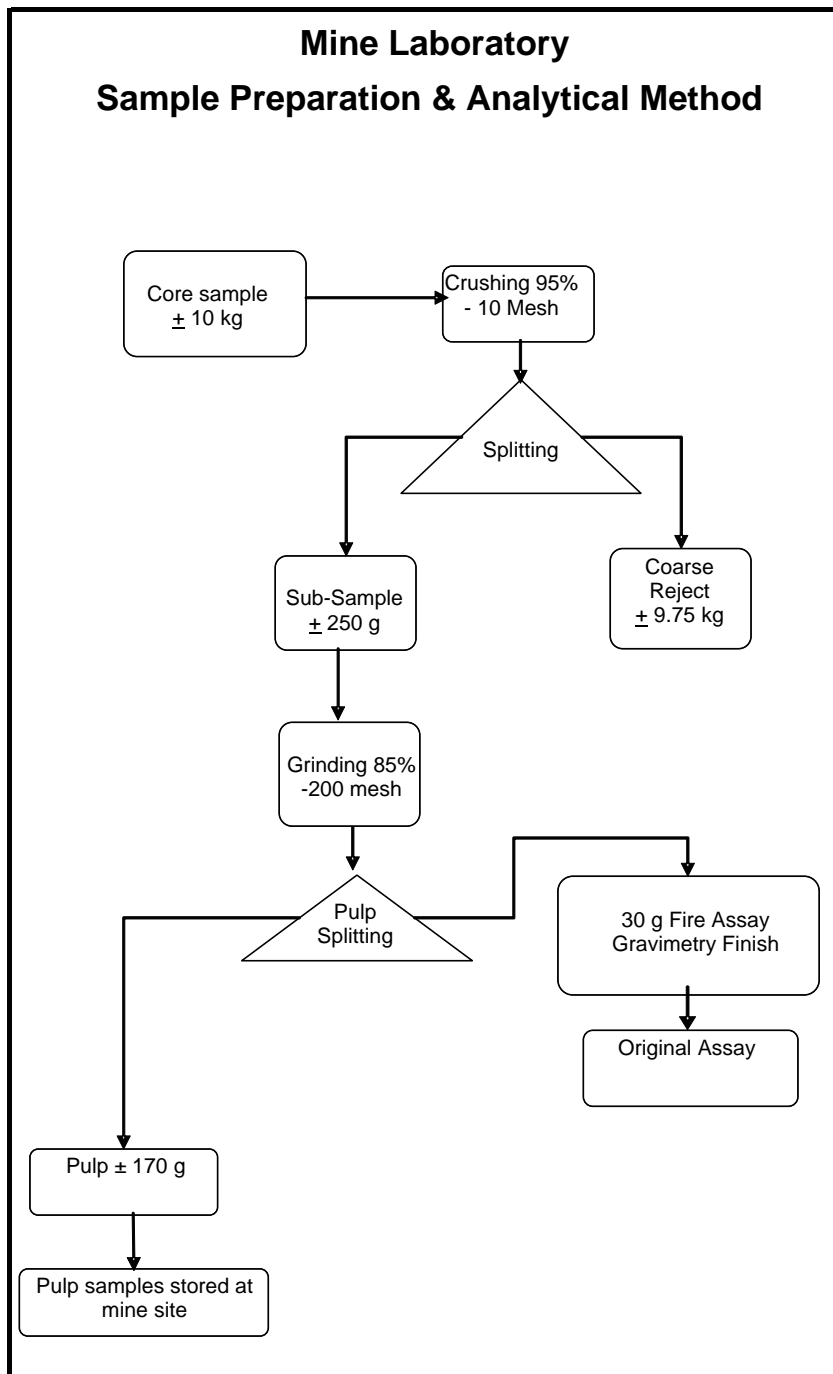 Mine Laboratory
Sample Preparation & Analytical Method
Core sample
± 10 kg
Crushing 95%
- 10 Mesh
Splitting
Sub-Sample
± 250 g
Coarse
Reject
± 9.75 kg
Grinding 85%
-200 mesh
Pulp
Splitting
30 g Fire Assay
Gravimetry Finish
Original Assay
Pulp ± 170 g
Pulp samples stored at
mine site